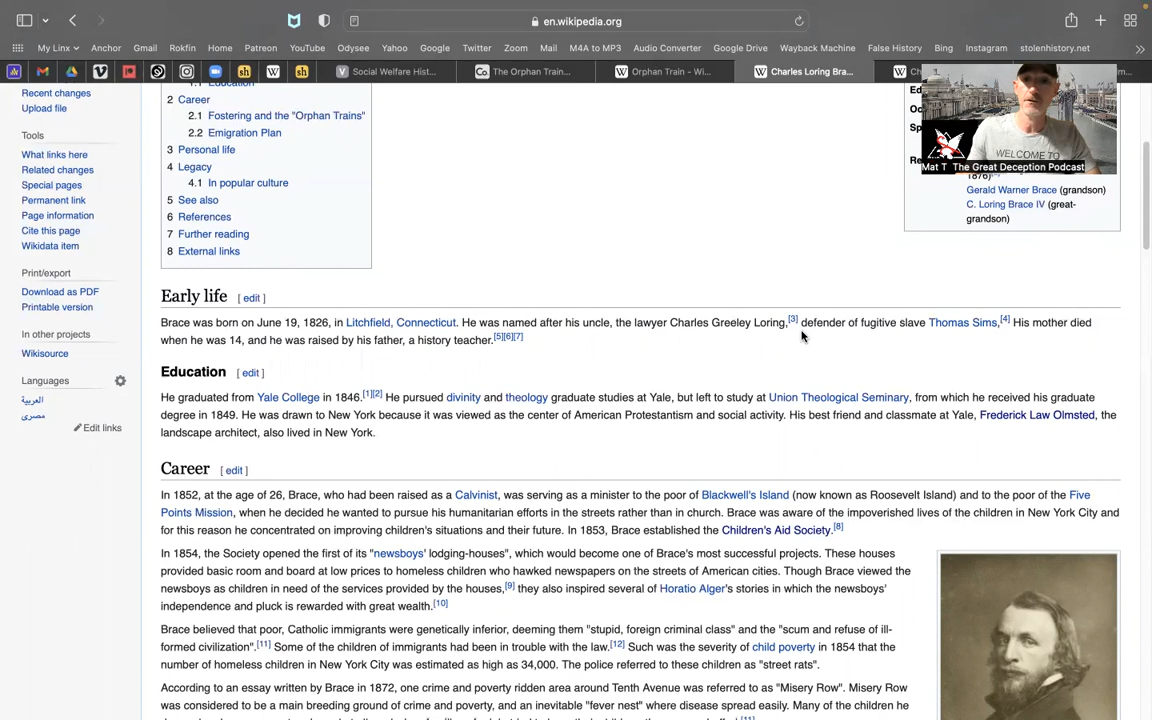 en.wikipedia.org
My Linx
Anchor
Gmail
Rokfin
Home
Patreon
YouTube
Odysee
Yahoo
Google
Twitter
Zoom
Mail
M4A to MP3
Audio Converter
Google Drive
Wayback Machine
False History
Bing
Instagram
stolenhistory.net
Social Welfare Hist...
The Orphan Train...
Orphan Train - Wi...
Charles Loring Bra...
Recent changes
Upload file
Tools
What links here
Related changes
Special pages
Permanent link
Page information
Cite this page
Wikidata item
Print/export
Download as PDF
Printable version
In other projects
Wikisource
Languages
العربية
مصرى
Edit links
2 Career
2.1 Fostering and the "Orphan Trains"
2.2 Emigration Plan
3 Personal life
4 Legacy
4.1 In popular culture
5 See also
6 References
7 Further reading
8 External links
WELCOME TO
Mat T The Great Deception Podcast
1876)
Gerald Warner Brace (grandson)
C. Loring Brace IV (great-
grandson)
Early life [ edit ]
Brace was born on June 19, 1826, in Litchfield, Connecticut. He was named after his uncle, the lawyer Charles Greeley Loring,[3] defender of fugitive slave Thomas Sims,[4] His mother died
when he was 14, and he was raised by his father, a history teacher.[5][6][7]
Education [ edit ]
He graduated from Yale College in 1846.[1][2] He pursued divinity and theology graduate studies at Yale, but left to study at Union Theological Seminary, from which he received his graduate
degree in 1849. He was drawn to New York because it was viewed as the center of American Protestantism and social activity. His best friend and classmate at Yale, Frederick Law Olmsted, the
landscape architect, also lived in New York.
Career [ edit ]
In 1852, at the age of 26, Brace, who had been raised as a Calvinist, was serving as a minister to the poor of Blackwell's Island (now known as Roosevelt Island) and to the poor of the Five
Points Mission, when he decided he wanted to pursue his humanitarian efforts in the streets rather than in church. Brace was aware of the impoverished lives of the children in New York City and
for this reason he concentrated on improving children's situations and their future. In 1853, Brace established the Children's Aid Society.[8]
In 1854, the Society opened the first of its "newsboys' lodging-houses", which would become one of Brace's most successful projects. These houses
provided basic room and board at low prices to homeless children who hawked newspapers on the streets of American cities. Though Brace viewed the
newsboys as children in need of the services provided by the houses,[9] they also inspired several of Horatio Alger's stories in which the newsboys'
independence and pluck is rewarded with great wealth.[10]
Brace believed that poor, Catholic immigrants were genetically inferior, deeming them "stupid, foreign criminal class" and the "scum and refuse of ill-
formed civilization".[11] Some of the children of immigrants had been in trouble with the law.[12] Such was the severity of child poverty in 1854 that the
number of homeless children in New York City was estimated as high as 34,000. The police referred to these children as "street rats".
According to an essay written by Brace in 1872, one crime and poverty ridden area around Tenth Avenue was referred to as "Misery Row". Misery Row
was considered to be a main breeding ground of crime and poverty, and an inevitable "fever nest" where disease spread easily. Many of the children he